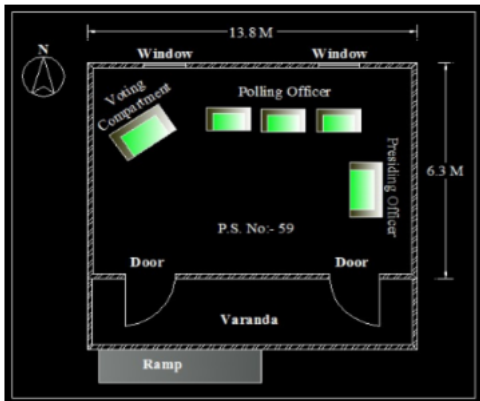 13.8 M
N
Window
Window
Voting
Compartment
Polling Officer
Presiding Officer
6.3 M
P.S. No:- 59
Door
Door
Varanda
Ramp